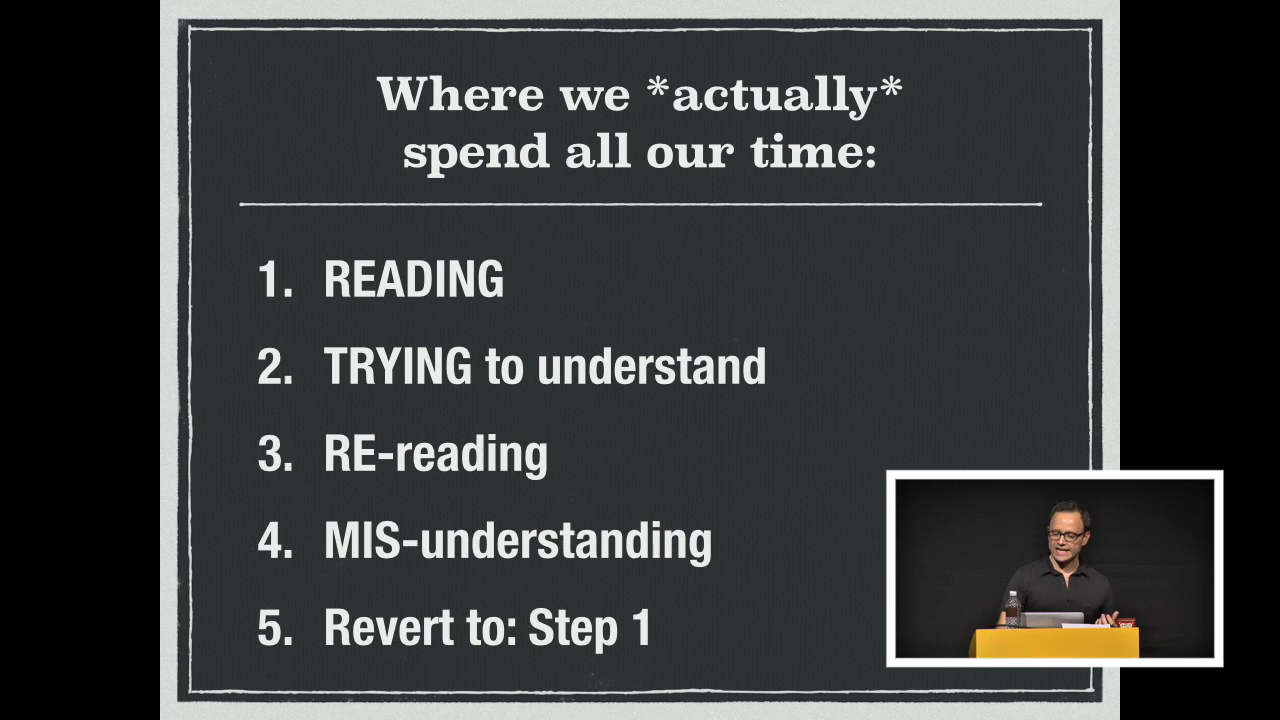 Where we *actually*
spend all our time:
1. READING
2. TRYING to understand
3. RE-reading
4. MIS-understanding
5. Revert to: Step 1